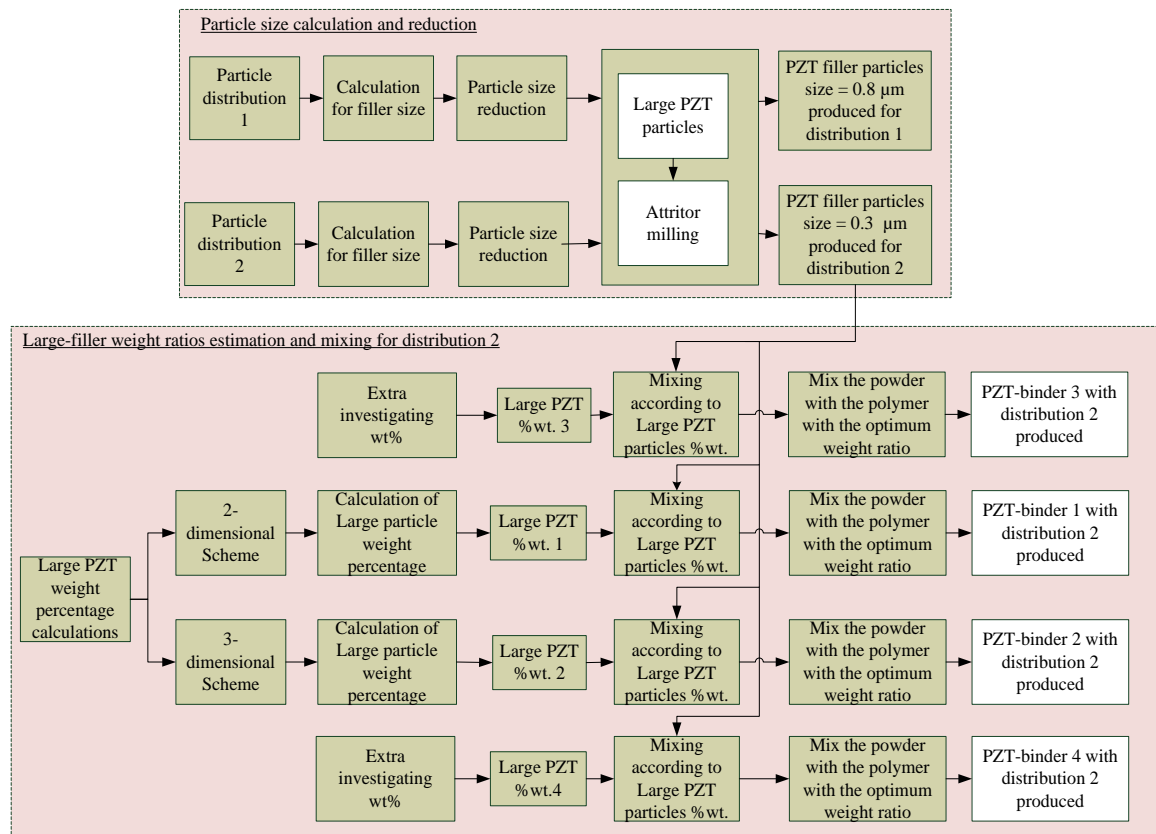 Particle size calculation and reduction
Particle
distribution
1
Calculation
for filler size
Particle size
reduction
Large PZT
particles
PZT filler particles
size = 0.8 µm
produced for
distribution 1
Particle
distribution
2
Calculation
for filler size
Particle size
reduction
Attritor
milling
PZT filler particles
size = 0.3 µm
produced for
distribution 2
Large-filler weight ratios estimation and mixing for distribution 2
Extra
investigating
wt%
Large PZT
%wt. 3
Mixing
according to
Large PZT
particles %wt.
Mix the powder
with the polymer
with the optimum
weight ratio
PZT-binder 3 with
distribution 2
produced
Large PZT
weight
percentage
calculations
2-
dimensional
Scheme
Calculation of
Large particle
weight
percentage
Large PZT
%wt. 1
Mixing
according to
Large PZT
particles %wt.
Mix the powder
with the polymer
with the optimum
weight ratio
PZT-binder 1 with
distribution 2
produced
3-
dimensional
Scheme
Calculation of
Large particle
weight
percentage
Large PZT
%wt. 2
Mixing
according to
Large PZT
particles %wt.
Mix the powder
with the polymer
with the optimum
weight ratio
PZT-binder 2 with
distribution 2
produced
Extra
investigating
wt%
Large PZT
%wt.4
Mixing
according to
Large PZT
particles %wt.
Mix the powder
with the polymer
with the optimum
weight ratio
PZT-binder 4 with
distribution 2
produced